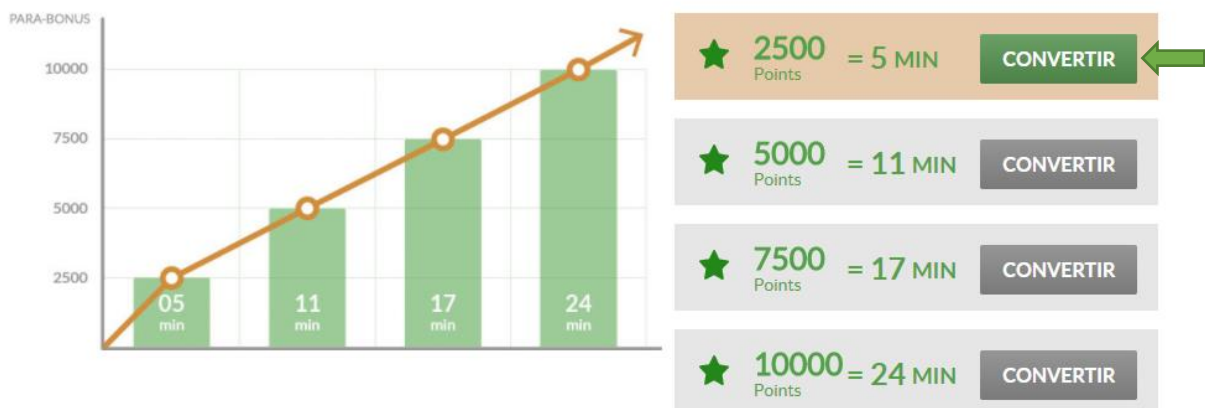 PARA-BONUS
10000
7500
5000
2500
05
min
11
min
17
min
24
min
2500
Points
= 5 MIN
CONVERTIR
5000
Points
= 11 MIN
CONVERTIR
7500
Points
= 17 MIN
CONVERTIR
10000
Points
= 24 MIN
CONVERTIR